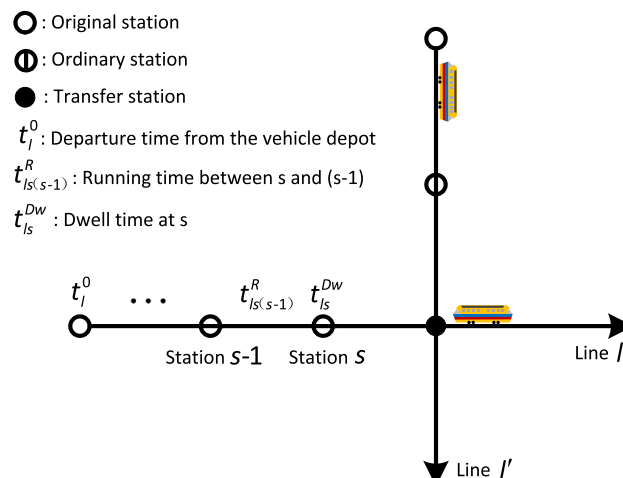 : Original station
: Ordinary station
: Transfer station
t_l^0 : Departure time from the vehicle depot
t_{ls(s-1)}^R : Running time between s and (s-1)
t_{ls}^{Dw} : Dwell time at s
t_l^0 ... t_{ls(s-1)}^R t_{ls}^{Dw}
Station s-1 Station s Line l
Line l'